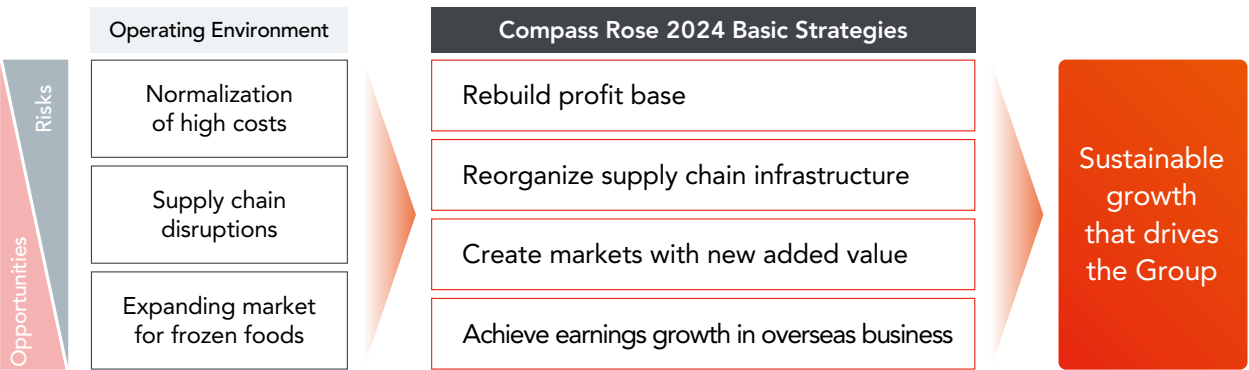 Operating Environment
Compass Rose 2024 Basic Strategies
Risks
Opportunities
Normalization
of high costs
Supply chain
disruptions
Expanding market
for frozen foods
Rebuild profit base
Reorganize supply chain infrastructure
Create markets with new added value
Achieve earnings growth in overseas business
Sustainable
growth
that drives
the Group